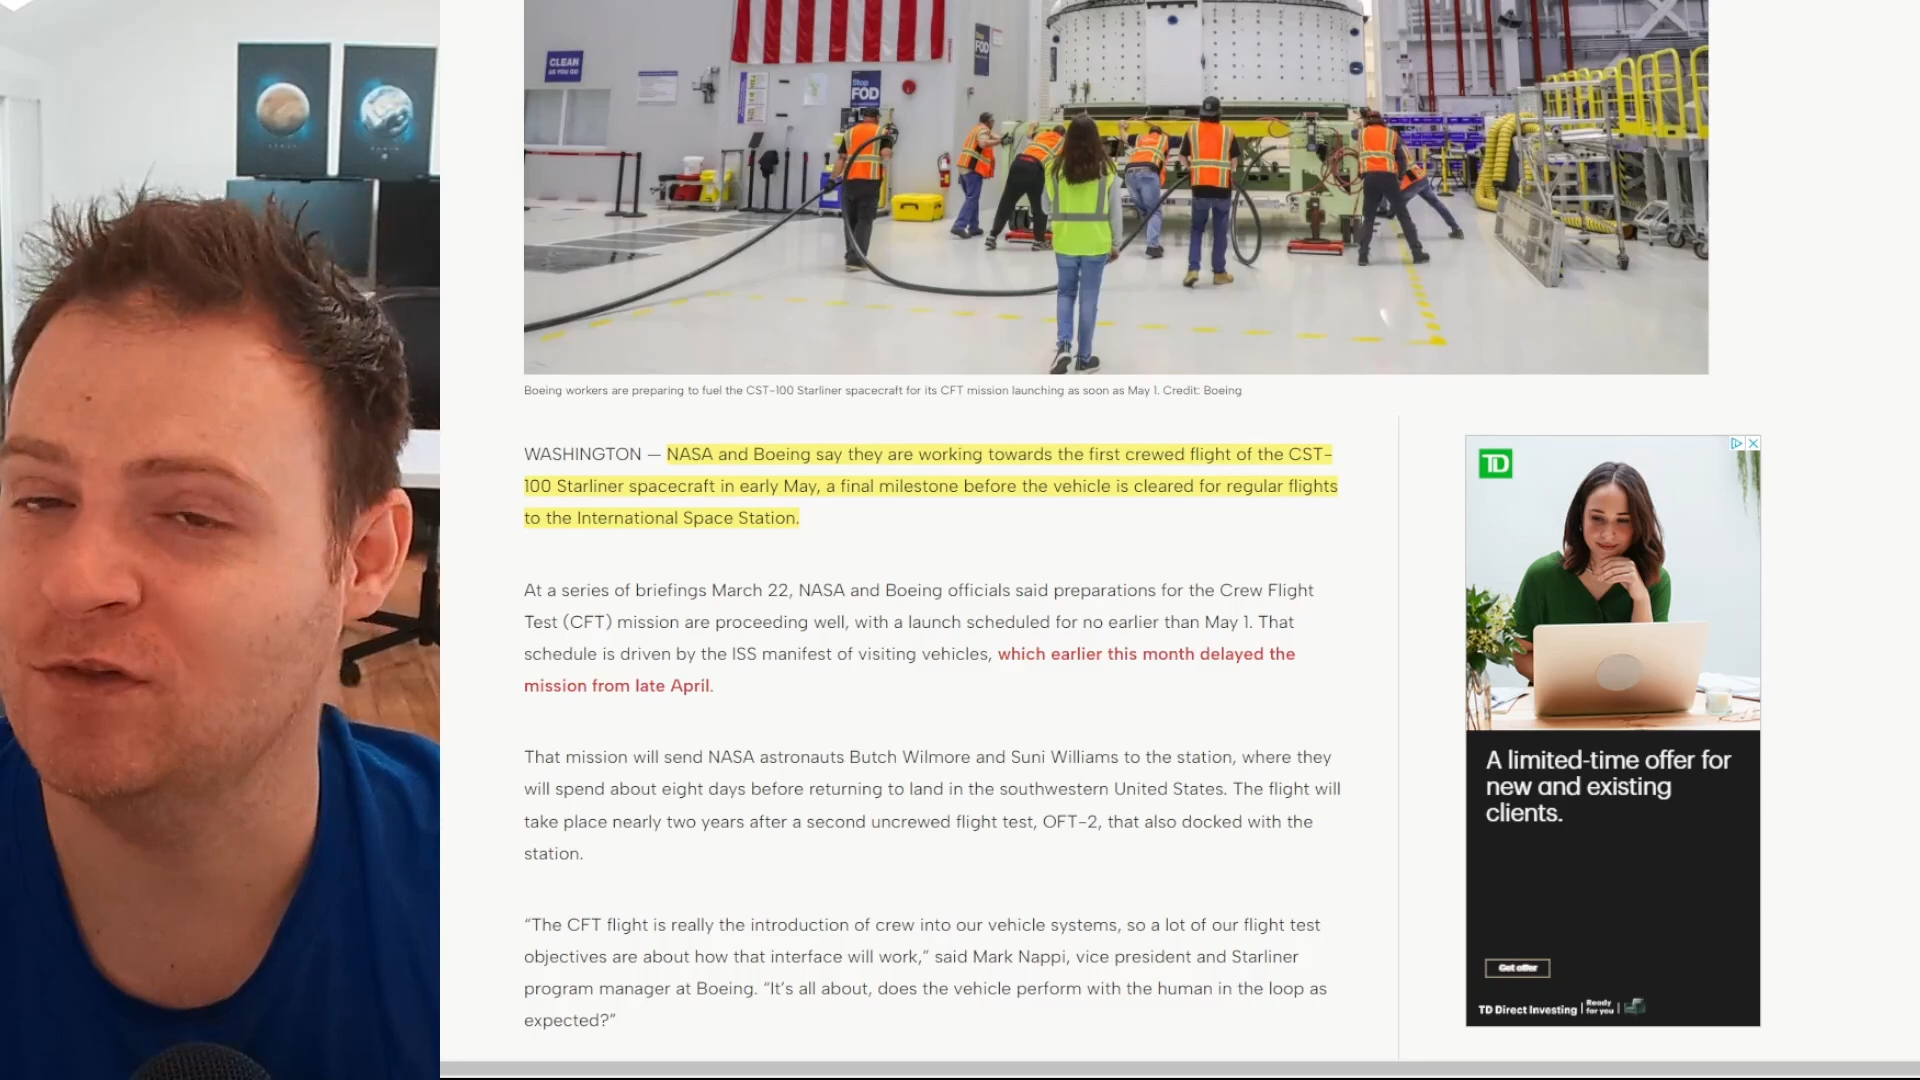 CLEAN
AS YOU GO
FOD
Stop
FOD
Boeing workers are preparing to fuel the CST-100 Starliner spacecraft for its CFT mission launching as soon as May 1. Credit: Boeing
WASHINGTON — NASA and Boeing say they are working towards the first crewed flight of the CST-
100 Starliner spacecraft in early May, a final milestone before the vehicle is cleared for regular flights
to the International Space Station.
At a series of briefings March 22, NASA and Boeing officials said preparations for the Crew Flight
Test (CFT) mission are proceeding well, with a launch scheduled for no earlier than May 1. That
schedule is driven by the ISS manifest of visiting vehicles, which earlier this month delayed the
mission from late April.
That mission will send NASA astronauts Butch Wilmore and Suni Williams to the station, where they
will spend about eight days before returning to land in the southwestern United States. The flight will
take place nearly two years after a second uncrewed flight test, OFT-2, that also docked with the
station.
“The CFT flight is really the introduction of crew into our vehicle systems, so a lot of our flight test
objectives are about how that interface will work,” said Mark Nappi, vice president and Starliner
program manager at Boeing. “It’s all about, does the vehicle perform with the human in the loop as
expected?”
TD
A limited-time offer for
new and existing
clients.
Get offer
TD Direct Investing
Ready
for you